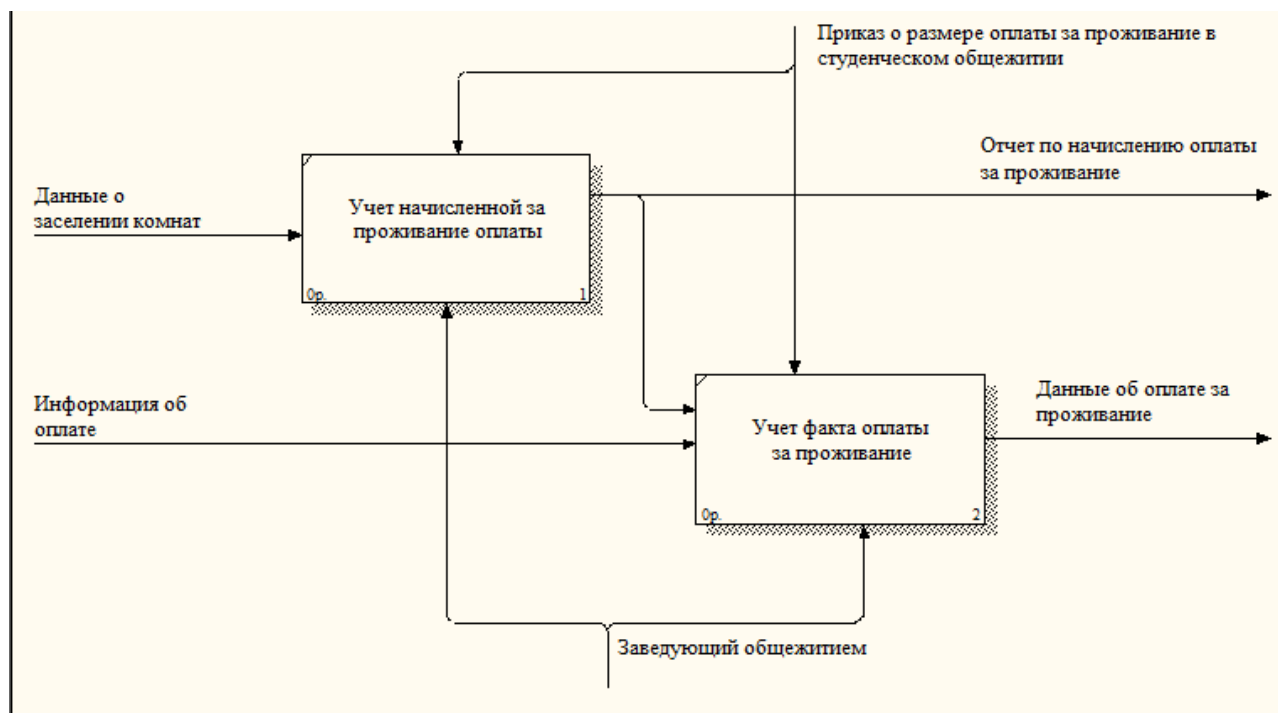 Приказ о размере оплаты за проживание в
студенческом общежитии
Отчет по начислению оплаты
за проживание
Данные о
заселении комнат
Учет начисленной за
проживание оплаты
0р.
1
Информация об
оплате
Данные об оплате за
проживание
Учет факта оплаты
за проживание
0р.
2
Заведующий общежитием